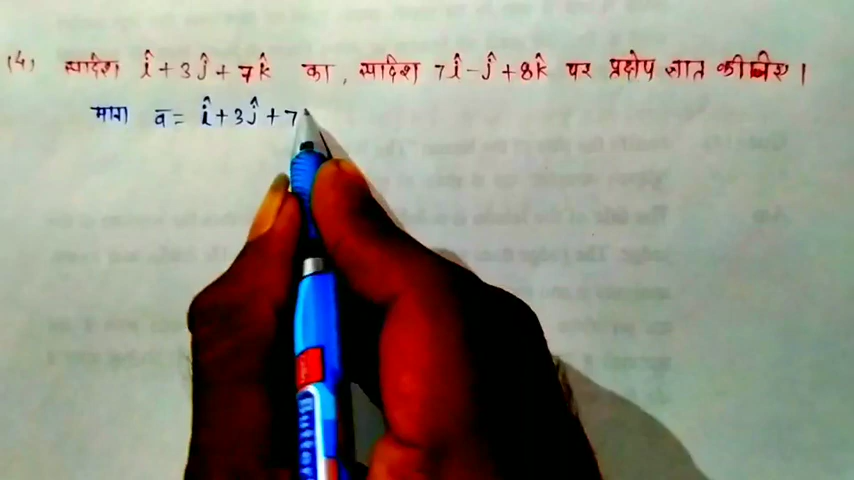 (4) सदिश î + 3ĵ + 7k̂ का, सदिश 7î - ĵ + 8k̂ पर प्रक्षेप ज्ञात कीजिए।
माना a̅ = î + 3ĵ + 7